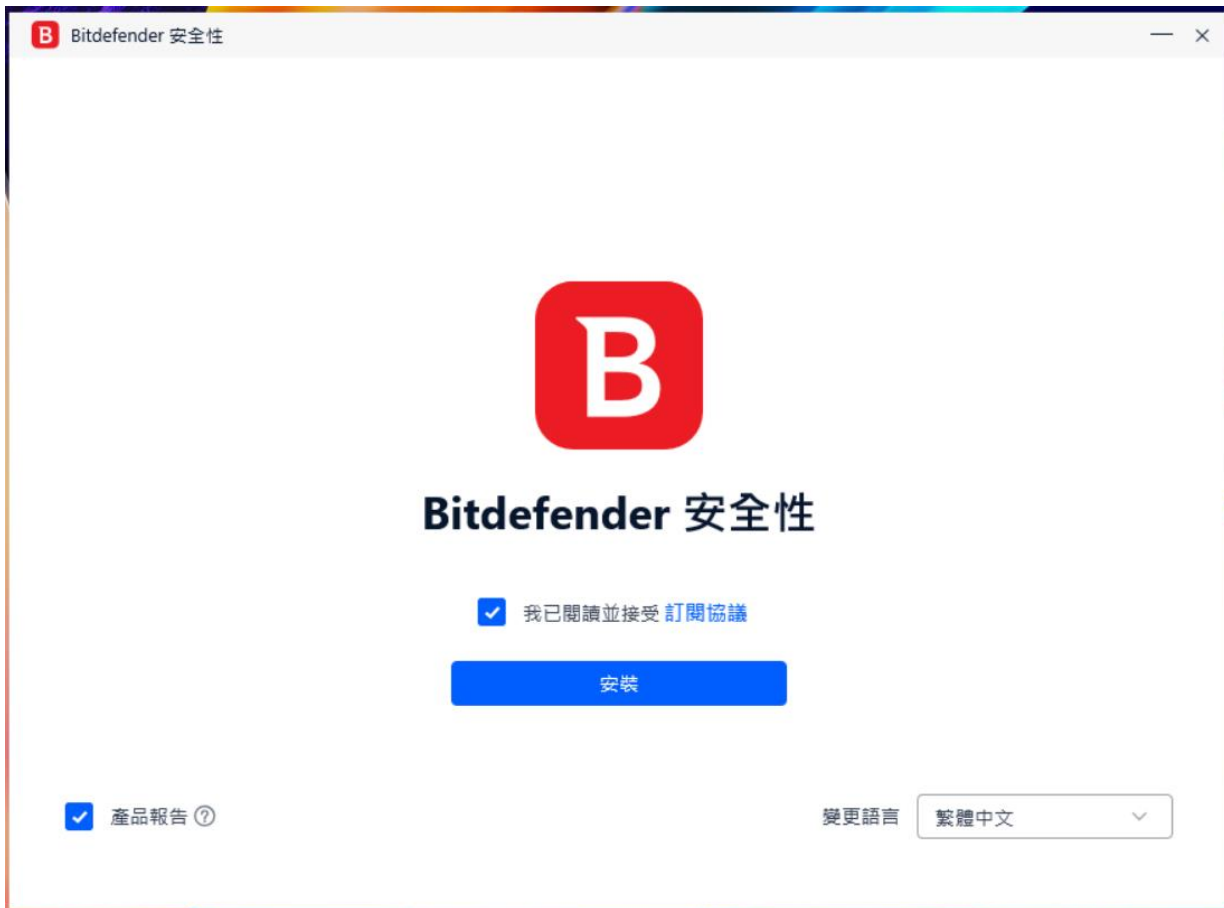 B Bitdefender 安全性
B
Bitdefender 安全性
我已閱讀並接受 訂閱協議
安裝
產品報告 ?
變更語言 繁體中文